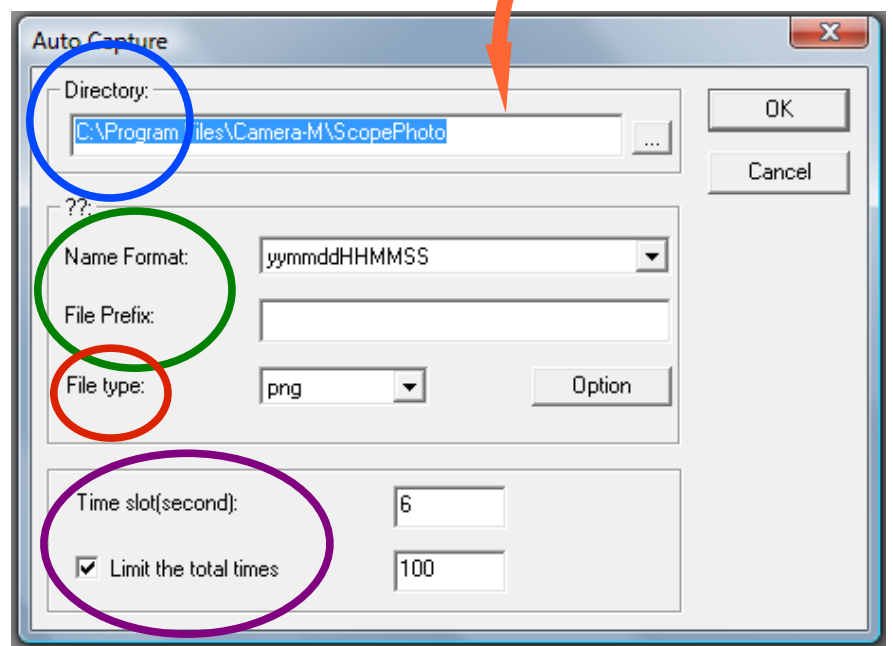 Auto Capture
Directory:
C:\Program Files\Camera-M\ScopePhoto
...
OK
Cancel
??:
Name Format:
yymmddHHMMSS
File Prefix:
File type:
png
Option
Time slot(second):
6
Limit the total times
100